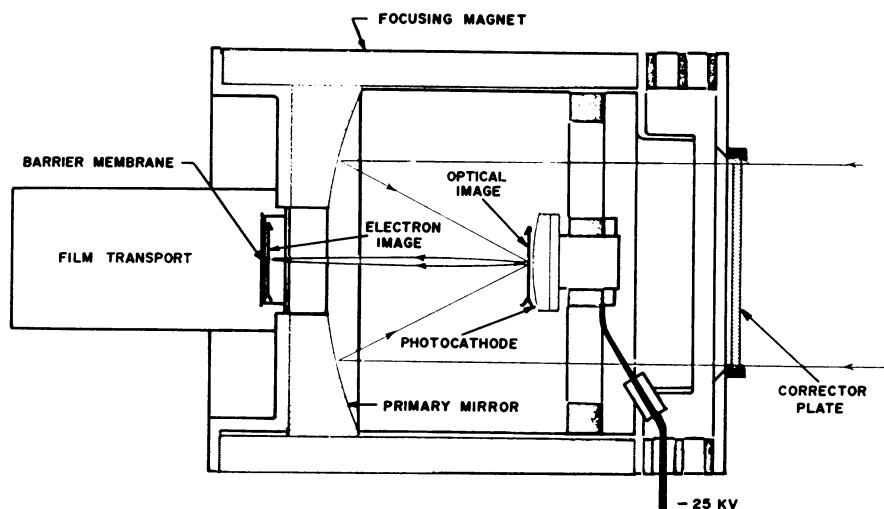 FOCUSING MAGNET
BARRIER MEMBRANE
OPTICAL
IMAGE
ELECTRON
IMAGE
FILM TRANSPORT
PHOTOCATHODE
PRIMARY MIRROR
CORRECTOR
PLATE
- 25 KV